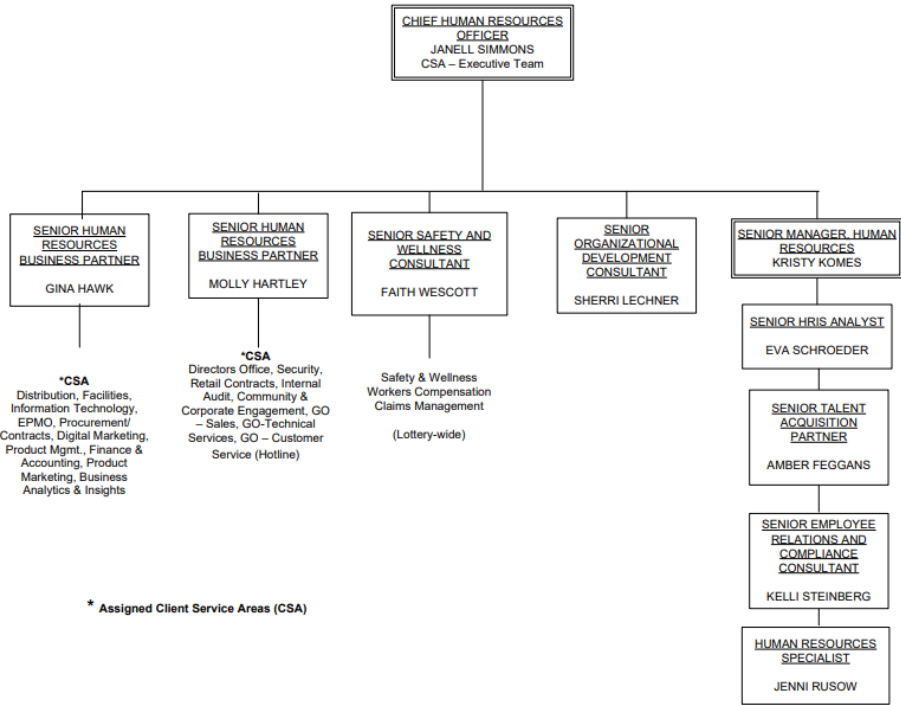 CHIEF HUMAN RESOURCES
OFFICER
JANELL SIMMONS
CSA – Executive Team
SENIOR HUMAN
RESOURCES
BUSINESS PARTNER
GINA HAWK
*CSA
Distribution, Facilities,
Information Technology,
EPMO, Procurement/
Contracts, Digital Marketing,
Product Mgmt., Finance &
Accounting, Product
Marketing, Business
Analytics & Insights
SENIOR HUMAN
RESOURCES
BUSINESS PARTNER
MOLLY HARTLEY
*CSA
Directors Office, Security,
Retail Contracts, Internal
Audit, Community &
Corporate Engagement, GO
– Sales, GO-Technical
Services, GO – Customer
Service (Hotline)
SENIOR SAFETY AND
WELLNESS
CONSULTANT
FAITH WESCOTT
Safety & Wellness
Workers Compensation
Claims Management
(Lottery-wide)
SENIOR
ORGANIZATIONAL
DEVELOPMENT
CONSULTANT
SHERRI LECHNER
SENIOR MANAGER, HUMAN
RESOURCES
KRISTY KOMES
SENIOR HRIS ANALYST
EVA SCHROEDER
SENIOR TALENT
ACQUISITION
PARTNER
AMBER FEGGANS
SENIOR EMPLOYEE
RELATIONS AND
COMPLIANCE
CONSULTANT
KELLI STEINBERG
HUMAN RESOURCES
SPECIALIST
JENNI RUSOW
* Assigned Client Service Areas (CSA)